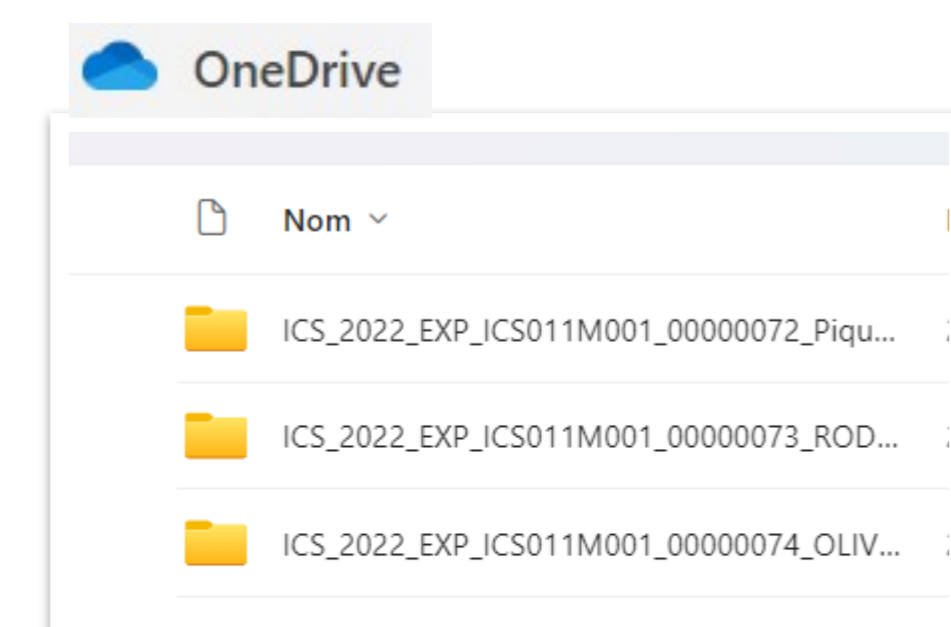 OneDrive
Nom
ICS_2022_EXP_ICS011M001_00000072_Piqu...
ICS_2022_EXP_ICS011M001_00000073_ROD...
ICS_2022_EXP_ICS011M001_00000074_OLIV...